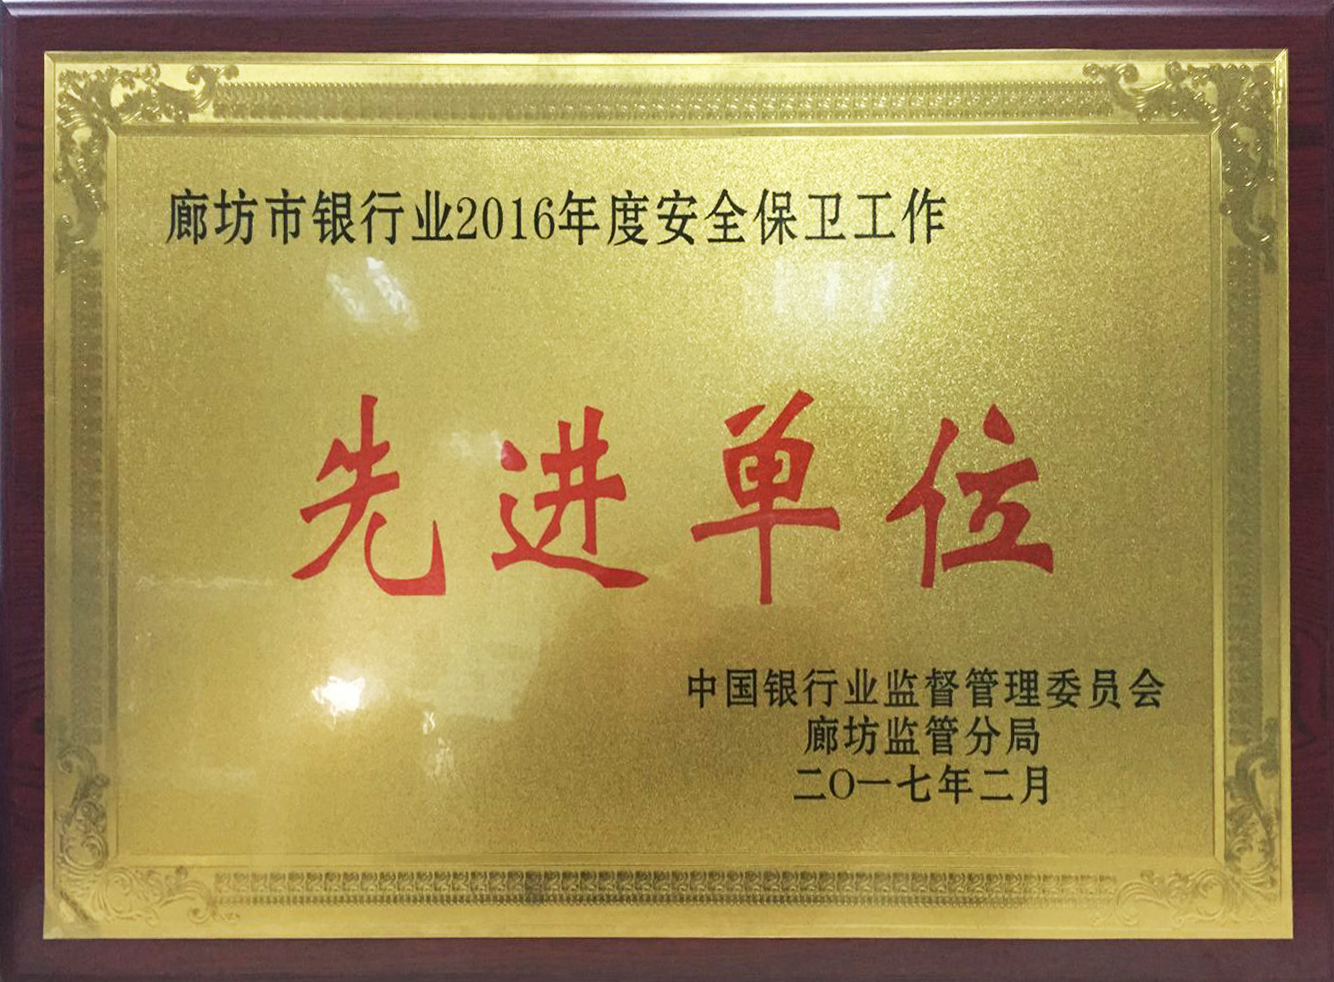 廊坊市银行业2016年度安全保卫工作
先进单位
中国银行业监督管理委员会
廊坊监管分局
二〇一七年二月